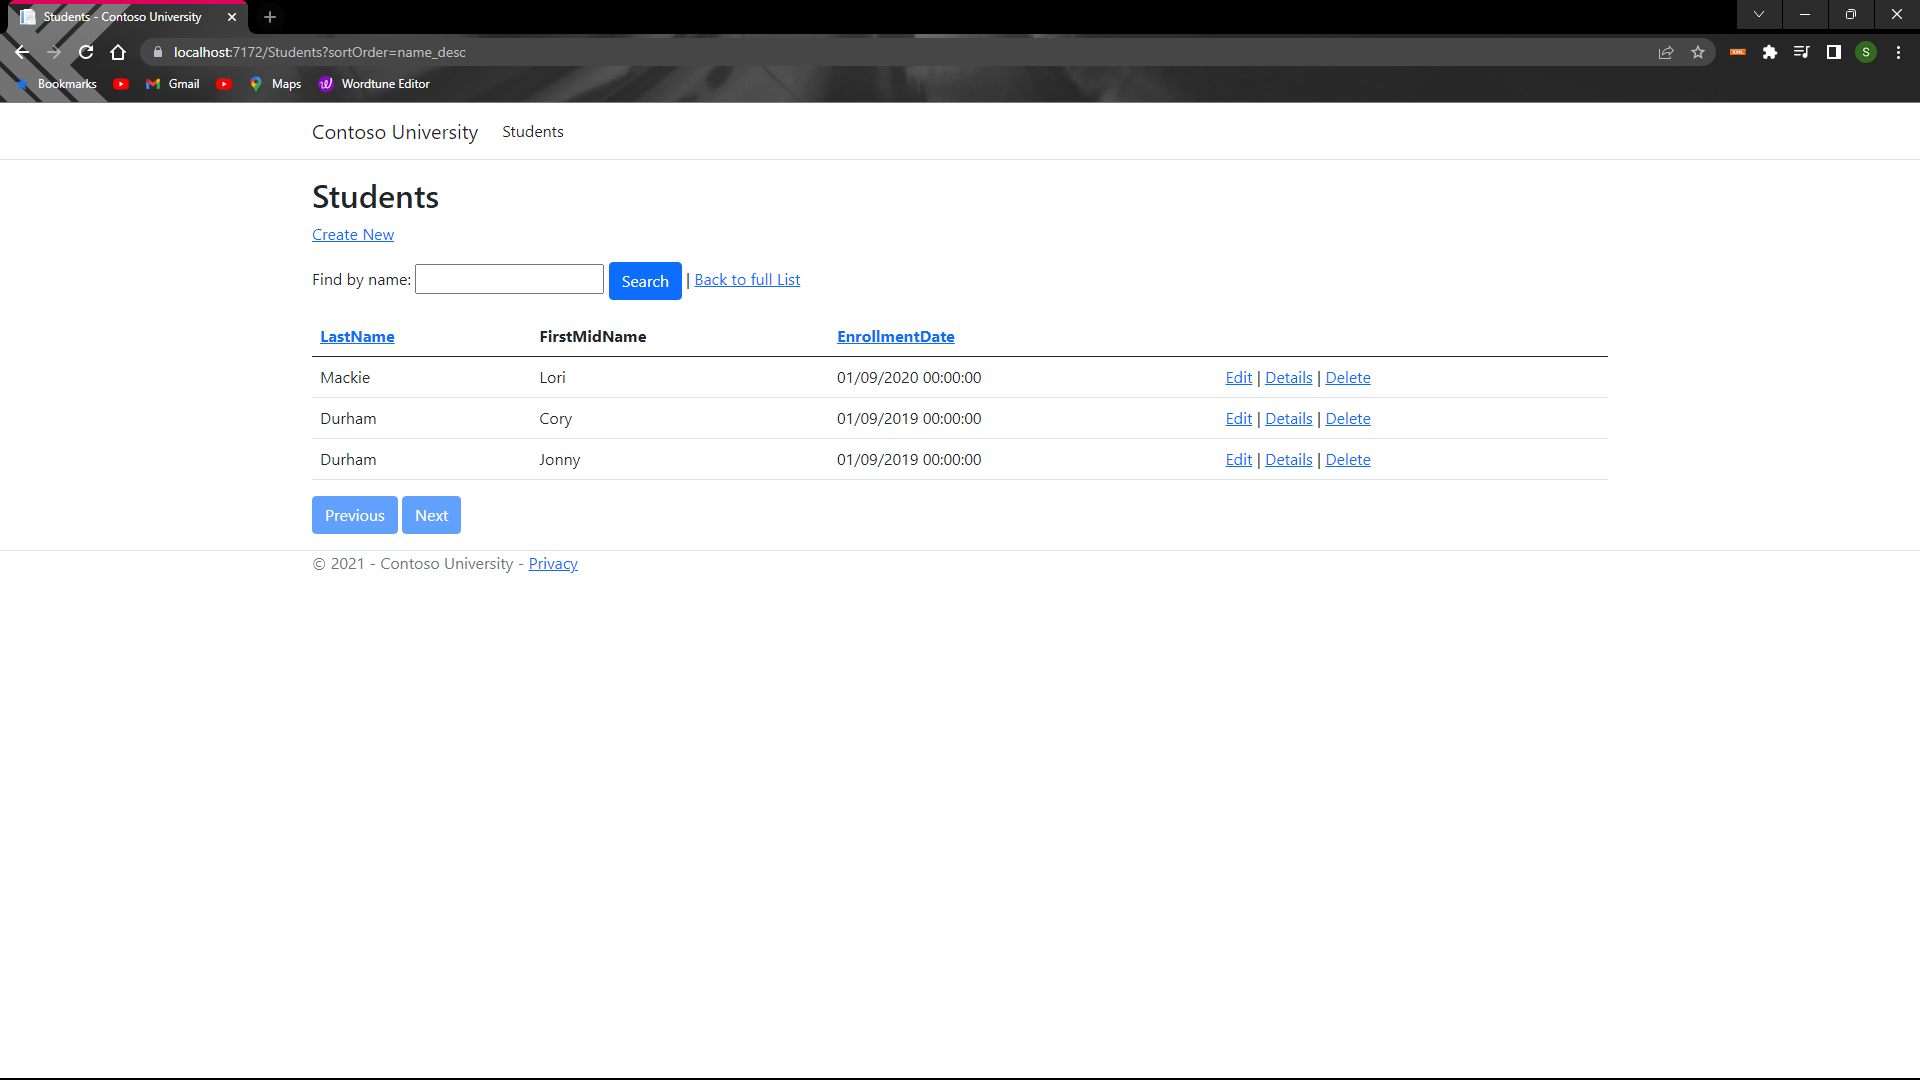 Students - Contoso University
localhost:7172/Students?sortOrder=name_desc
XML
S
Bookmarks Gmail Maps W Wordtune Editor
Contoso University Students
Students
Create New
Find by name: Search | Back to full List
LastName FirstMidName EnrollmentDate
Mackie Lori 01/09/2020 00:00:00 Edit | Details | Delete
Durham Cory 01/09/2019 00:00:00 Edit | Details | Delete
Durham Jonny 01/09/2019 00:00:00 Edit | Details | Delete
Previous Next
© 2021 - Contoso University - Privacy